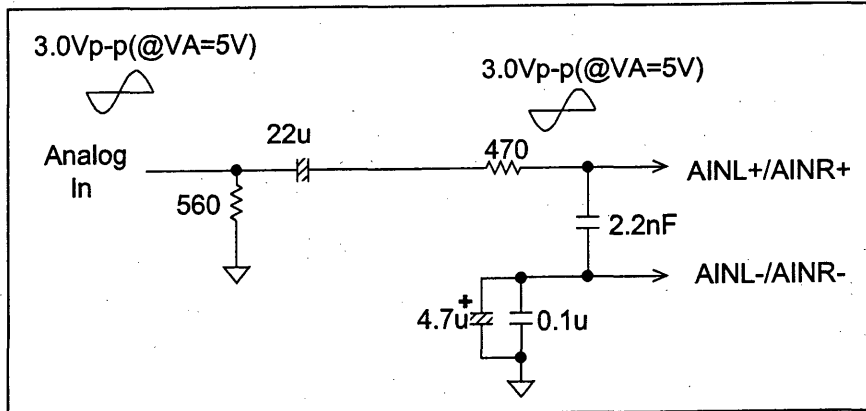 3.0Vp-p(@VA=5V)
3.0Vp-p(@VA=5V)
22u
470
Analog
In
AINL+/AINR+
560
2.2nF
AINL-/AINR-
+
4.7u
0.1u